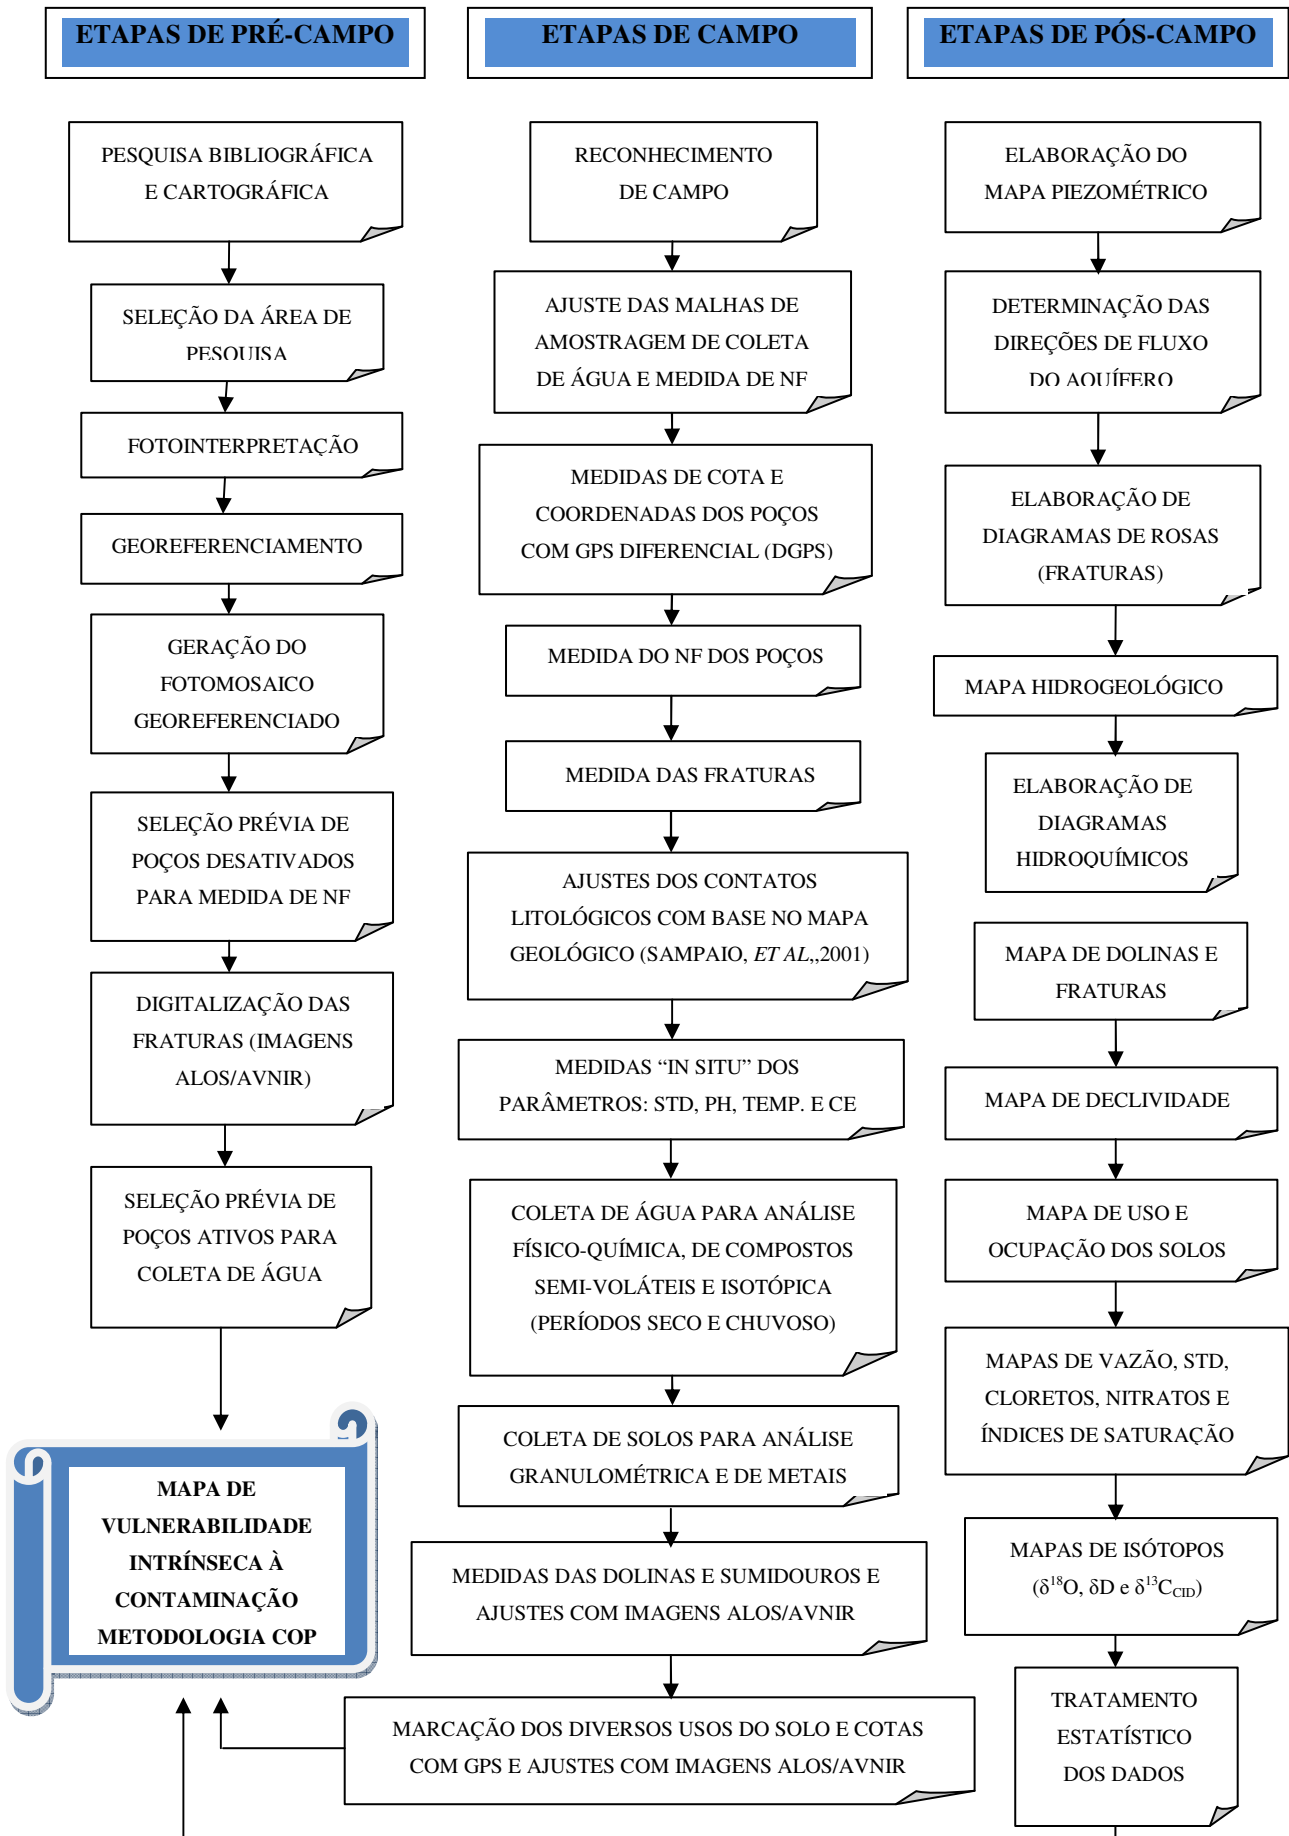 ETAPAS DE PRÉ-CAMPO
PESQUISA BIBLIOGRÁFICA
E CARTOGRÁFICA
SELEÇÃO DA ÁREA DE
PESQUISA
FOTOINTERPRETAÇÃO
GEOREFERENCIAMENTO
GERAÇÃO DO
FOTOMOSAICO
GEOREFERENCIADO
SELEÇÃO PRÉVIA DE
POÇOS DESATIVADOS
PARA MEDIDA DE NF
DIGITALIZAÇÃO DAS
FRATURAS (IMAGENS
ALOS/AVNIR)
SELEÇÃO PRÉVIA DE
POÇOS ATIVOS PARA
COLETA DE ÁGUA
MAPA DE
VULNERABILIDADE
INTRÍNSECA À
CONTAMINAÇÃO
METODOLOGIA COP
ETAPAS DE CAMPO
RECONHECIMENTO
DE CAMPO
AJUSTE DAS MALHAS DE
AMOSTRAGEM DE COLETA
DE ÁGUA E MEDIDA DE NF
MEDIDAS DE COTA E
COORDENADAS DOS POÇOS
COM GPS DIFERENCIAL (DGPS)
MEDIDA DO NF DOS POÇOS
MEDIDA DAS FRATURAS
AJUSTES DOS CONTATOS
LITOLÓGICOS COM BASE NO MAPA
GEOLÓGICO (SAMPAIO, ET AL,,2001)
MEDIDAS “IN SITU” DOS
PARÂMETROS: STD, PH, TEMP. E CE
COLETA DE ÁGUA PARA ANÁLISE
FÍSICO-QUÍMICA, DE COMPOSTOS
SEMI-VOLÁTEIS E ISOTÓPICA
(PERÍODOS SECO E CHUVOSO)
COLETA DE SOLOS PARA ANÁLISE
GRANULOMÉTRICA E DE METAIS
MEDIDAS DAS DOLINAS E SUMIDOUROS E
AJUSTES COM IMAGENS ALOS/AVNIR
MARCAÇÃO DOS DIVERSOS USOS DO SOLO E COTAS
COM GPS E AJUSTES COM IMAGENS ALOS/AVNIR
ETAPAS DE PÓS-CAMPO
ELABORAÇÃO DO
MAPA PIEZOMÉTRICO
DETERMINAÇÃO DAS
DIREÇÕES DE FLUXO
DO AQUÍFERO
ELABORAÇÃO DE
DIAGRAMAS DE ROSAS
(FRATURAS)
MAPA HIDROGEOLÓGICO
ELABORAÇÃO DE
DIAGRAMAS
HIDROQUÍMICOS
MAPA DE DOLINAS E
FRATURAS
MAPA DE DECLIVIDADE
MAPA DE USO E
OCUPAÇÃO DOS SOLOS
MAPAS DE VAZÃO, STD,
CLORETOS, NITRATOS E
ÍNDICES DE SATURAÇÃO
MAPAS DE ISÓTOPOS
(δ¹⁸O, δD e δ¹³C_CID)
TRATAMENTO
ESTATÍSTICO
DOS DADOS